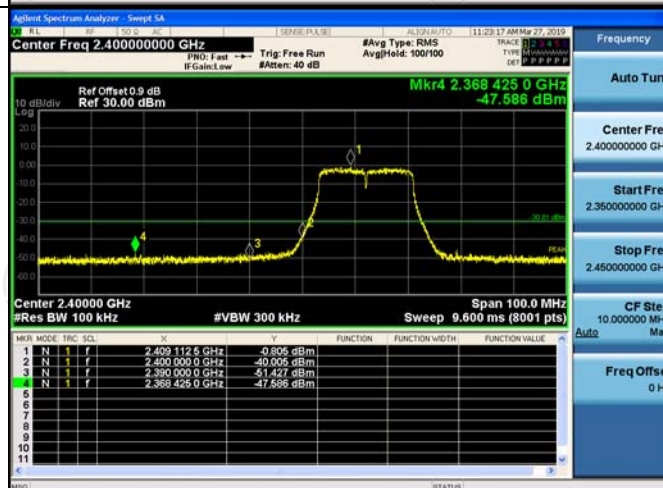 Agilent Spectrum Analyzer - Swept SA
RL RF 50 Ω AC SENSE:PULSE ALIGNAUTO 11:23:17 AM Mar 27, 2019
Center Freq 2.400000000 GHz
PNO: Fast
IFGain:Low
Trig: Free Run
#Atten: 40 dB
#Avg Type: RMS
Avg|Hold: 100/100
TRACE 1 2 3 4 5 6
TYPE
DET P P P P P P
Mkr4 2.368 425 0 GHz
-47.586 dBm
Ref Offset 0.9 dB
Ref 30.00 dBm
10 dB/div
Log
20.0
10.0
0.00
-10.0
-20.0
-30.0
-40.0
-50.0
-60.0
1
2
3
4
-30.81 dBm
PEAK
Center 2.40000 GHz Span 100.0 MHz
#Res BW 100 kHz #VBW 300 kHz Sweep 9.600 ms (8001 pts)
MKR MODE TRC SCL X Y FUNCTION FUNCTION WIDTH FUNCTION VALUE
1 N 1 f 2.409 112 5 GHz -0.805 dBm
2 N 1 f 2.400 000 0 GHz -40.005 dBm
3 N 1 f 2.390 000 0 GHz -51.427 dBm
4 N 1 f 2.368 425 0 GHz -47.586 dBm
5
6
7
8
9
10
11
MSG STATUS
Frequency
Auto Tun
Center Fre
2.400000000 GH
Start Fre
2.350000000 GH
Stop Fre
2.450000000 GH
CF Ste
10.000000 MH
Auto Ma
Freq Offse
0 H